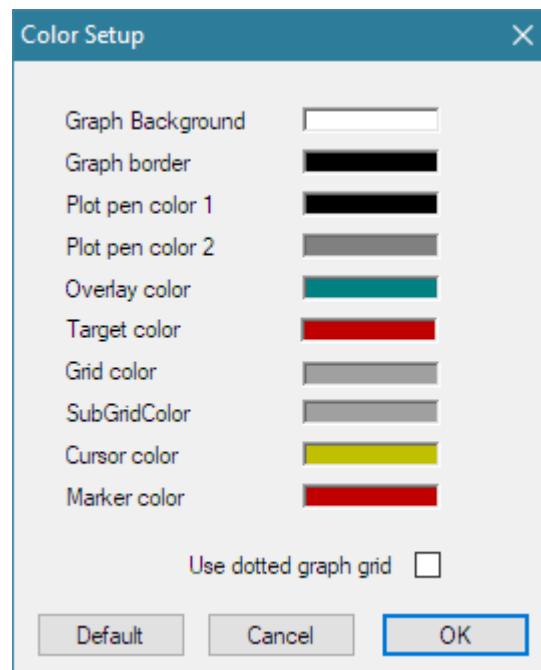 Color Setup
Graph Background
Graph border
Plot pen color 1
Plot pen color 2
Overlay color
Target color
Grid color
SubGridColor
Cursor color
Marker color
Use dotted graph grid
Default Cancel OK